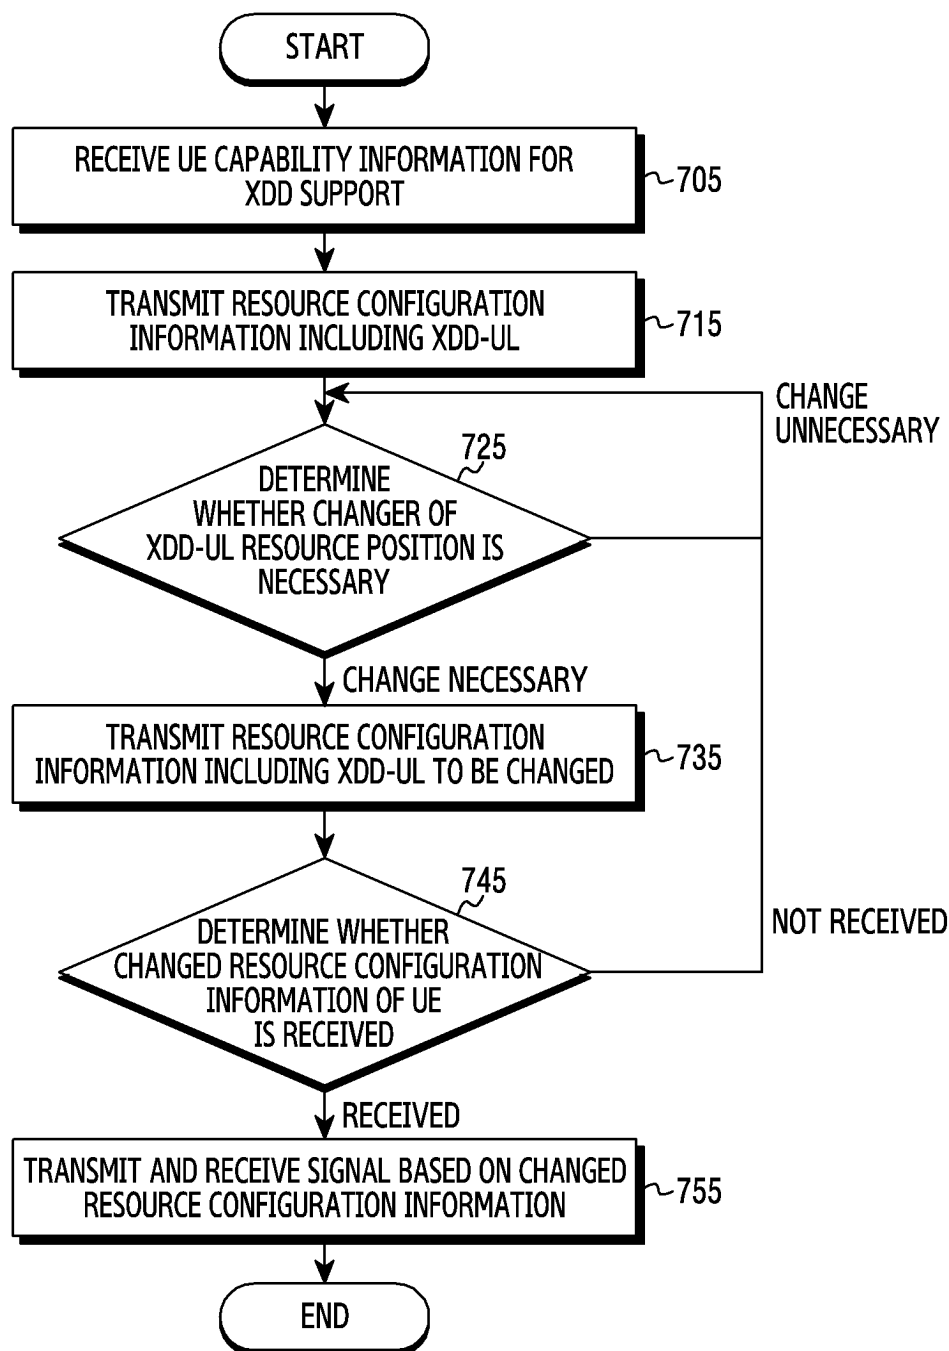 START
RECEIVE UE CAPABILITY INFORMATION FOR
XDD SUPPORT
705
TRANSMIT RESOURCE CONFIGURATION
INFORMATION INCLUDING XDD-UL
715
CHANGE
UNNECESSARY
725
DETERMINE
WHETHER CHANGER OF
XDD-UL RESOURCE POSITION IS
NECESSARY
CHANGE NECESSARY
TRANSMIT RESOURCE CONFIGURATION
INFORMATION INCLUDING XDD-UL TO BE CHANGED
735
745
DETERMINE WHETHER
CHANGED RESOURCE CONFIGURATION
INFORMATION OF UE
IS RECEIVED
NOT RECEIVED
RECEIVED
TRANSMIT AND RECEIVE SIGNAL BASED ON CHANGED
RESOURCE CONFIGURATION INFORMATION
755
END